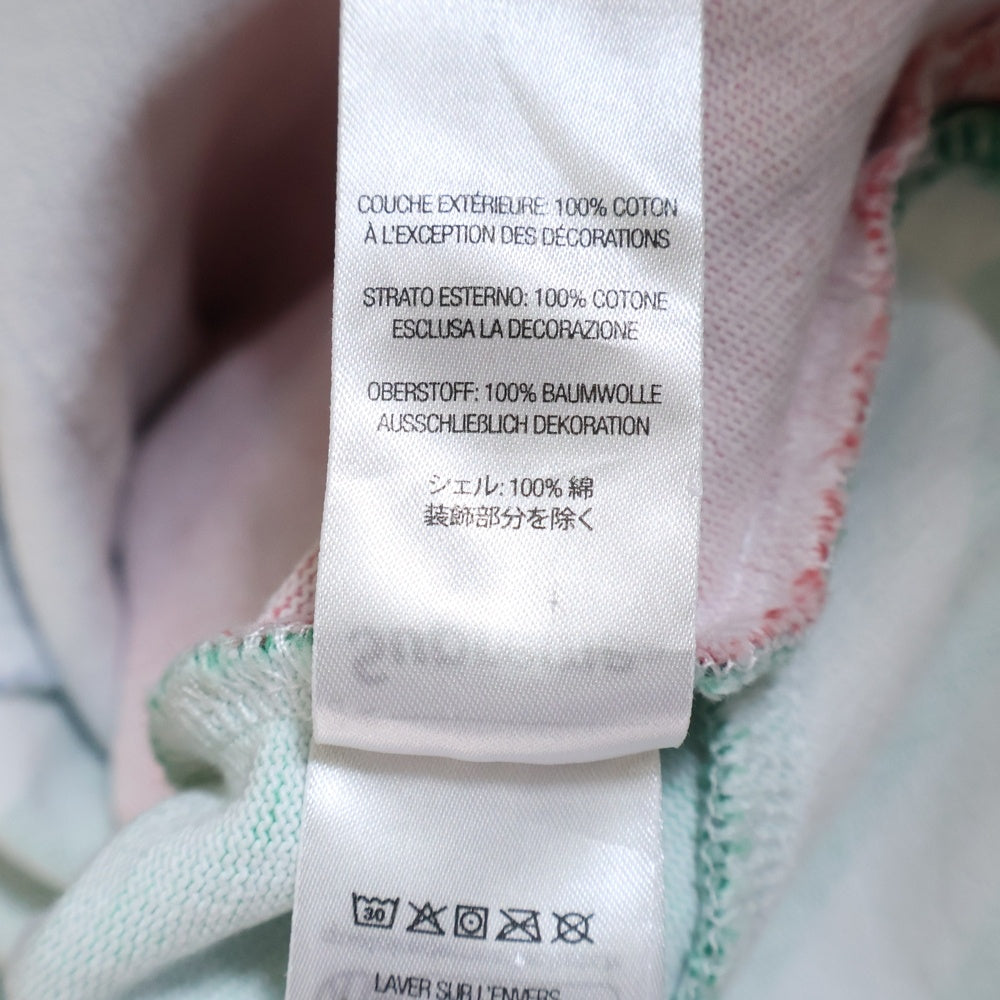 COUCHE EXTÉRIEURE: 100% COTON
À L'EXCEPTION DES DÉCORATIONS
STRATO ESTERNO: 100% COTONE
ESCLUSA LA DECORAZIONE
OBERSTOFF: 100% BAUMWOLLE
AUSSCHLIEßLICH DEKORATION
シェル: 100% 綿
装飾部分を除く
30
LAVER SUR L'ENVERS